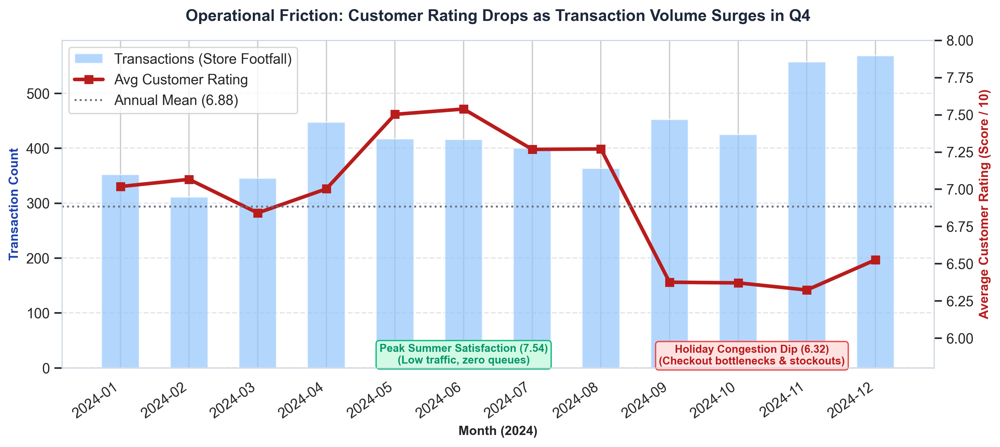 Operational Friction: Customer Rating Drops as Transaction Volume Surges in Q4
Transactions (Store Footfall)
Avg Customer Rating
Annual Mean (6.88)
Transaction Count
500
400
300
200
100
0
8.00
7.75
7.50
7.25
7.00
6.75
6.50
6.25
6.00
Average Customer Rating (Score / 10)
Peak Summer Satisfaction (7.54)
(Low traffic, zero queues)
Holiday Congestion Dip (6.32)
(Checkout bottlenecks & stockouts)
2024-01
2024-02
2024-03
2024-04
2024-05
2024-06
2024-07
2024-08
2024-09
2024-10
2024-11
2024-12
Month (2024)